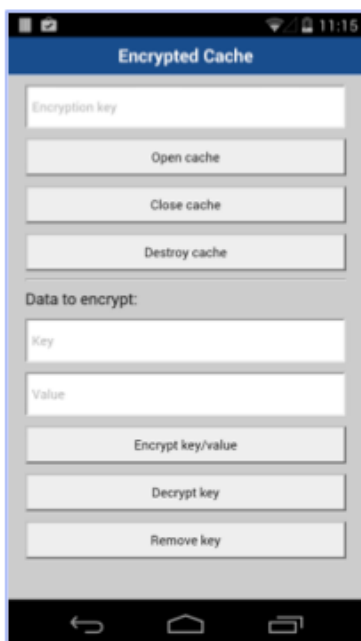 11:15
Encrypted Cache
Encryption key
Open cache
Close cache
Destroy cache
Data to encrypt:
Key
Value
Encrypt key/value
Decrypt key
Remove key